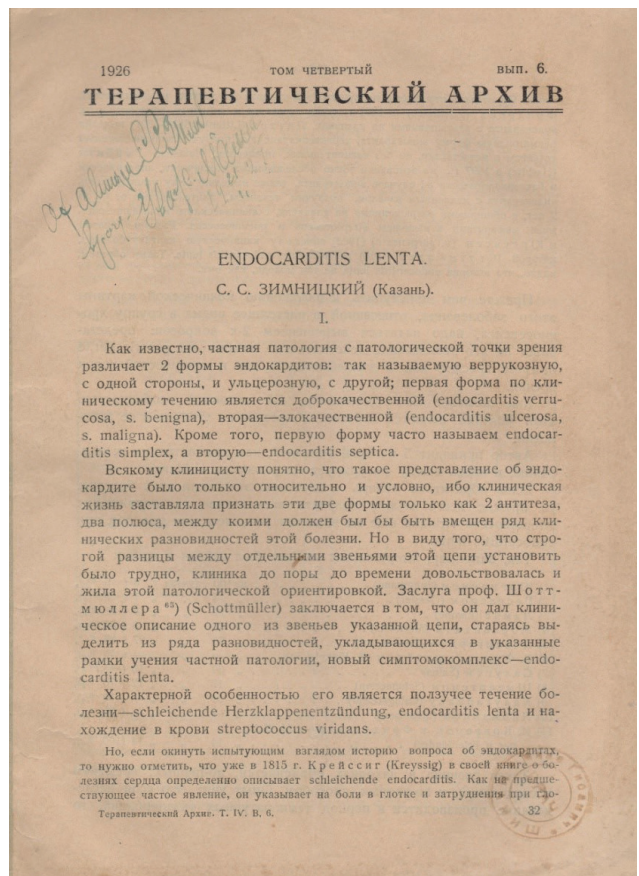 1926 ТОМ ЧЕТВЕРТЫЙ ВЫП. 6.
ТЕРАПЕВТИЧЕСКИЙ АРХИВ
ENDOCARDITIS LENTA.
С. С. ЗИМНИЦКИЙ (Казань).
I.
Как известно, частная патология с патологической точки зрения
различает 2 формы эндокардитов: так называемую веррукозную,
с одной стороны, и ульцерозную, с другой; первая форма по кли-
ническому течению является доброкачественной (endocarditis verru-
cosa, s. benigna), вторая—злокачественной (endocarditis ulcerosa,
s. maligna). Кроме того, первую форму часто называем endocar-
ditis simplex, а вторую—endocarditis septica.
Всякому клиницисту понятно, что такое представление об эндо-
кардите было только относительно и условно, ибо клиническая
жизнь заставляла признать эти две формы только как 2 антитеза,
два полюса, между коими должен был бы быть вмещен ряд кли-
нических разновидностей этой болезни. Но в виду того, что стро-
гой разницы между отдельными звеньями этой цепи установить
было трудно, клиника до поры до времени довольствовалась и
жила этой патологической ориентировкой. Заслуга проф. Шотт-
мюллера 65) (Schottmüller) заключается в том, что он дал клини-
ческое описание одного из звеньев указанной цепи, стараясь вы-
делить из ряда разновидностей, укладывающихся в указанные
рамки учения частной патологии, новый симптомокомплекс—endo-
carditis lenta.
Характерной особенностью его является ползучее течение бо-
лезни—schleichende Herzklappenentzündung, endocarditis lenta и на-
хождение в крови streptococcus viridans.
Но, если окинуть испытующим взглядом историю вопроса об эндокардитах,
то нужно отметить, что уже в 1815 г. Крейссиг (Kreyssig) в своей книге о бо-
лезнях сердца определенно описывает schleichende endocarditis. Как на предше-
ствующее частое явление, он указывает на боли в глотке и затруднения при гло-
Терапевтический Архив. Т. IV. В. 6. 32